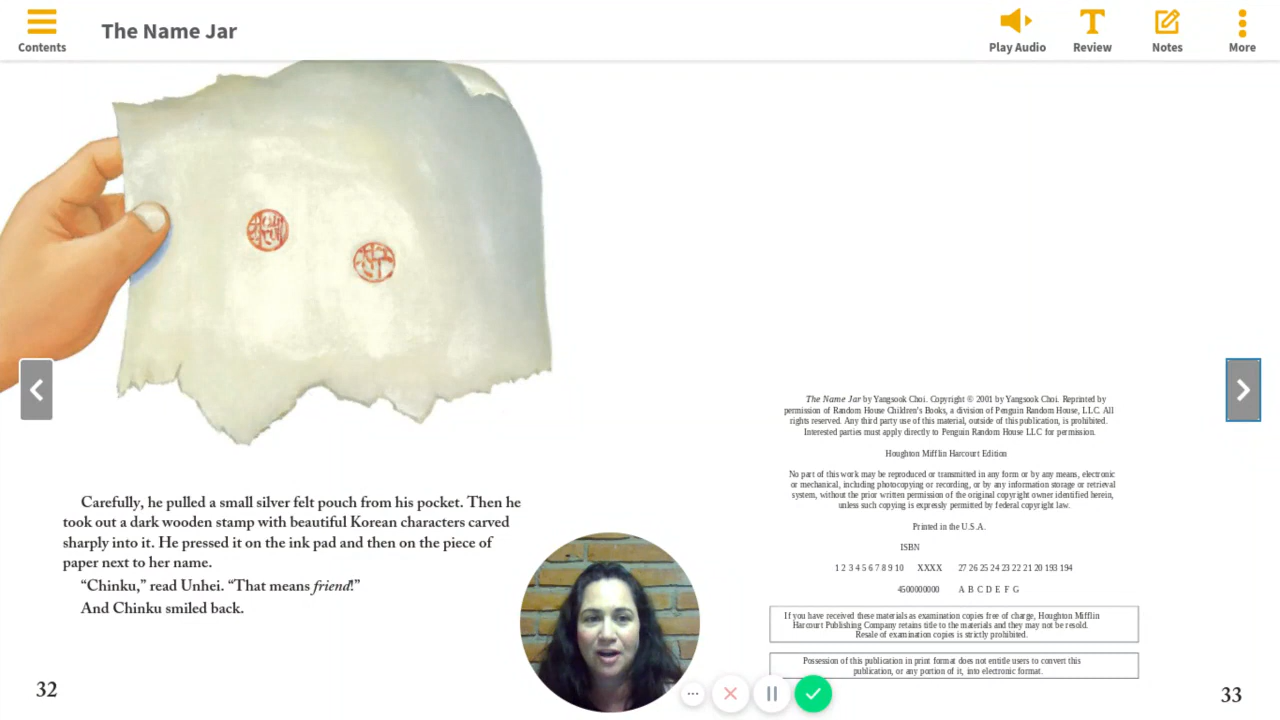 The Name Jar
Contents
Play Audio
Review
Notes
More
Carefully, he pulled a small silver felt pouch from his pocket. Then he
took out a dark wooden stamp with beautiful Korean characters carved
sharply into it. He pressed it on the ink pad and then on the piece of
paper next to her name.
“Chinku,” read Unhei. “That means friend!”
And Chinku smiled back.
32
The Name Jar by Yangsook Choi. Copyright © 2001 by Yangsook Choi. Reprinted by
permission of Random House Children's Books, a division of Penguin Random House, LLC. All
rights reserved. Any third party use of this material, outside of this publication, is prohibited.
Interested parties must apply directly to Penguin Random House LLC for permission.
Houghton Mifflin Harcourt Edition
No part of this work may be reproduced or transmitted in any form or by any means, electronic
or mechanical, including photocopying or recording, or by any information storage or retrieval
system, without the prior written permission of the original copyright owner identified herein,
unless such copying is expressly permitted by federal copyright law.
Printed in the U.S.A.
ISBN
1 2 3 4 5 6 7 8 9 10 XXXX 27 26 25 24 23 22 21 20 193 194
4500000000 A B C D E F G
If you have received these materials as examination copies free of charge, Houghton Mifflin
Harcourt Publishing Company retains title to the materials and they may not be resold.
Resale of examination copies is strictly prohibited.
Possession of this publication in print format does not entitle users to convert this
publication, or any portion of it, into electronic format.
33